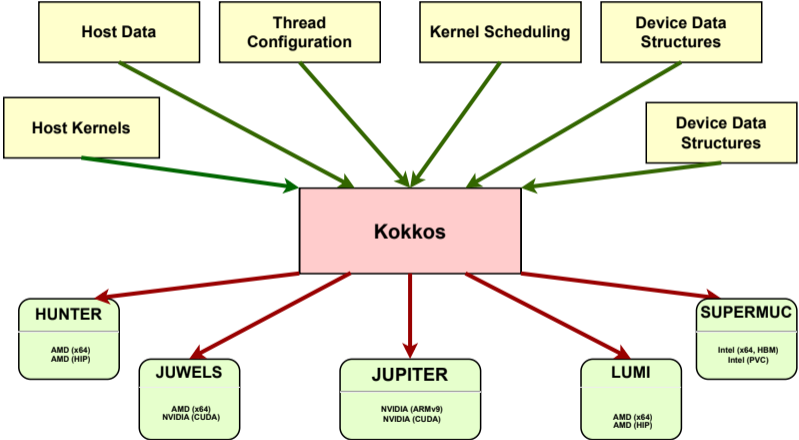 Host Data
Thread
Configuration
Kernel Scheduling
Device Data
Structures
Host Kernels
Device Data
Structures
Kokkos
HUNTER
AMD (x64)
AMD (HIP)
JUWELS
AMD (x64)
NVIDIA (CUDA)
JUPITER
NVIDIA (ARMv9)
NVIDIA (CUDA)
LUMI
AMD (x64)
AMD (HIP)
SUPERMUC
Intel (x64, HBM)
Intel (PVC)